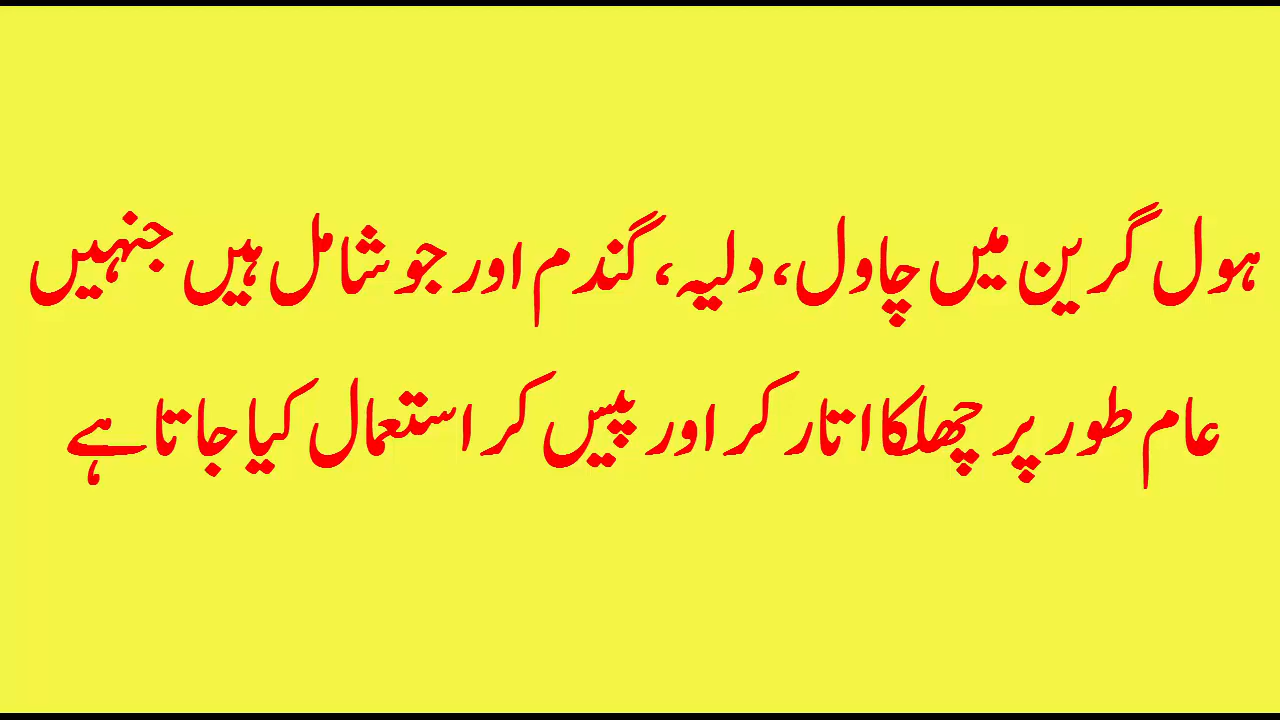 ہول گرین میں چاول، دلیہ، گندم اور جو شامل ہیں جنہیں
عام طور پر چھلکا اتار کر اور پیس کر استعمال کیا جاتا ہے